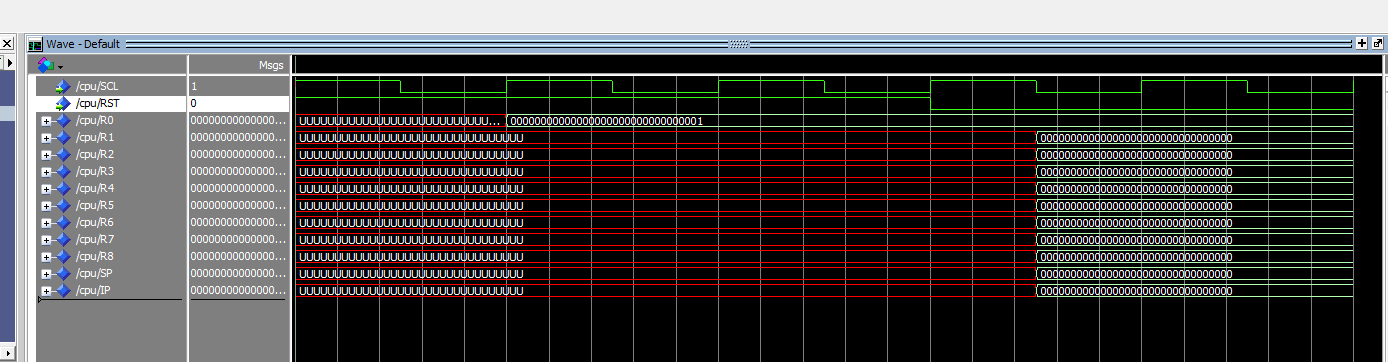 Wave - Default
Msgs
/cpu/SCL 1
/cpu/RST 0
/cpu/R0 00000000000000... UUUUUUUUUUUUUUUUUUUUUUUUUUU... 00000000000000000000000000000001
/cpu/R1 00000000000000... UUUUUUUUUUUUUUUUUUUUUUUUUUUUUUUU 00000000000000000000000000000000
/cpu/R2 00000000000000... UUUUUUUUUUUUUUUUUUUUUUUUUUUUUUUU 00000000000000000000000000000000
/cpu/R3 00000000000000... UUUUUUUUUUUUUUUUUUUUUUUUUUUUUUUU 00000000000000000000000000000000
/cpu/R4 00000000000000... UUUUUUUUUUUUUUUUUUUUUUUUUUUUUUUU 00000000000000000000000000000000
/cpu/R5 00000000000000... UUUUUUUUUUUUUUUUUUUUUUUUUUUUUUUU 00000000000000000000000000000000
/cpu/R6 00000000000000... UUUUUUUUUUUUUUUUUUUUUUUUUUUUUUUU 00000000000000000000000000000000
/cpu/R7 00000000000000... UUUUUUUUUUUUUUUUUUUUUUUUUUUUUUUU 00000000000000000000000000000000
/cpu/R8 00000000000000... UUUUUUUUUUUUUUUUUUUUUUUUUUUUUUUU 00000000000000000000000000000000
/cpu/SP 00000000000000... UUUUUUUUUUUUUUUUUUUUUUUUUUUUUUUU 00000000000000000000000000000000
/cpu/IP 00000000000000... UUUUUUUUUUUUUUUUUUUUUUUUUUUUUUUU 00000000000000000000000000000000